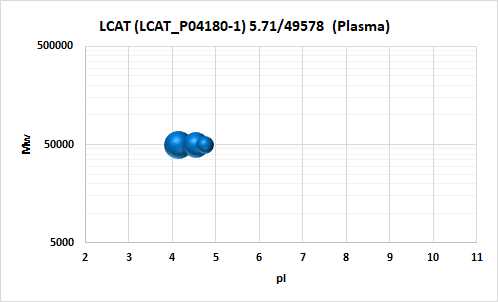 LCAT (LCAT_P04180-1) 5.71/49578 (Plasma)
500000
50000
5000
Mw
2 3 4 5 6 7 8 9 10 11
pI